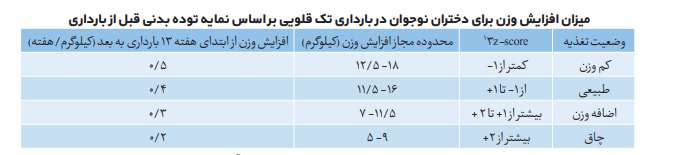 میزان افزایش وزن برای دختران نوجوان در بارداری تک قلویی بر اساس نمایه توده بدنی قبل از بارداری
وضعیت تغذیه	۱۳z-score	محدوده مجاز افزایش وزن (کیلوگرم)	افزایش وزن از ابتدای هفته ۱۳ بارداری به بعد (کیلوگرم/ هفته)
کم وزن	کمتر از ۱-	۱۲/۵ – ۱۸	۰/۵
طبیعی	از ۱- تا ۱+	۱۱/۵ – ۱۶	۰/۴
اضافه وزن	بیشتر از ۱+ تا ۲+	۷ – ۱۱/۵	۰/۳
چاق	بیشتر از ۲+	۵ – ۹	۰/۲